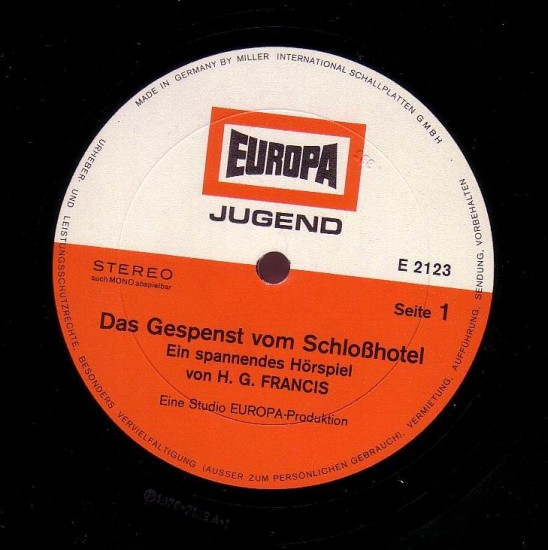 MADE IN GERMANY BY MILLER INTERNATIONAL SCHALLPLATTEN GMBH
EUROPA
JUGEND
STEREO
auch MONO abspielbar
E 2123
Seite 1
Das Gespenst vom Schloßhotel
Ein spannendes Hörspiel
von H. G. FRANCIS
Eine Studio EUROPA-Produktion
URHEBER- UND LEISTUNGSSCHUTZRECHTE, BESONDERS VERVIELFALTIGUNG (AUSSER ZUM PERSÖNLICHEN GEBRAUCH), VERMIETUNG, AUFFÜHRUNG, SENDUNG, VORBEHALTEN